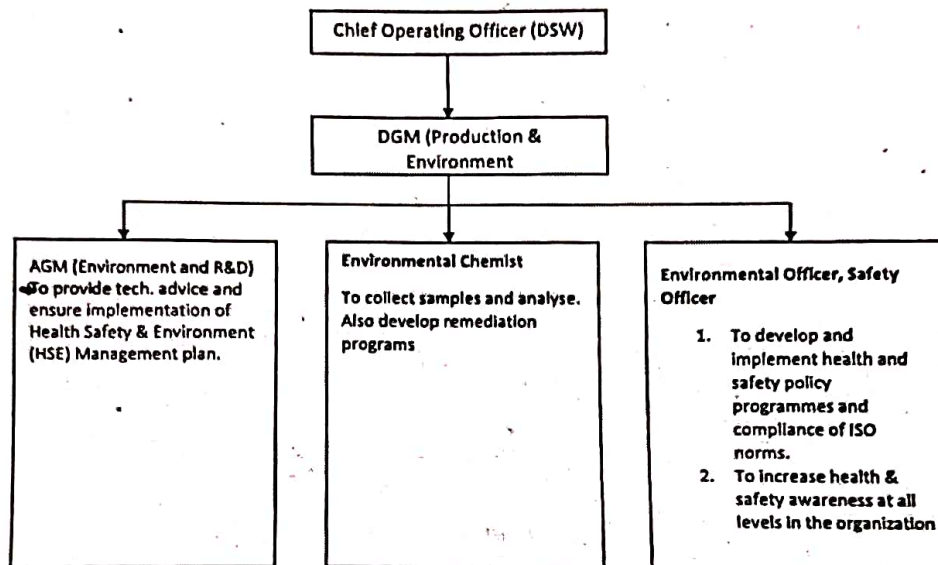 Chief Operating Officer (DSW)
DGM (Production &
Environment
AGM (Environment and R&D)
To provide tech. advice and
ensure implementation of
Health Safety & Environment
(HSE) Management plan.
Environmental Chemist
To collect samples and analyse.
Also develop remediation
programs
Environmental Officer, Safety
Officer
1. To develop and
implement health and
safety policy
programmes and
compliance of ISO
norms.
2. To increase health &
safety awareness at all
levels in the organization